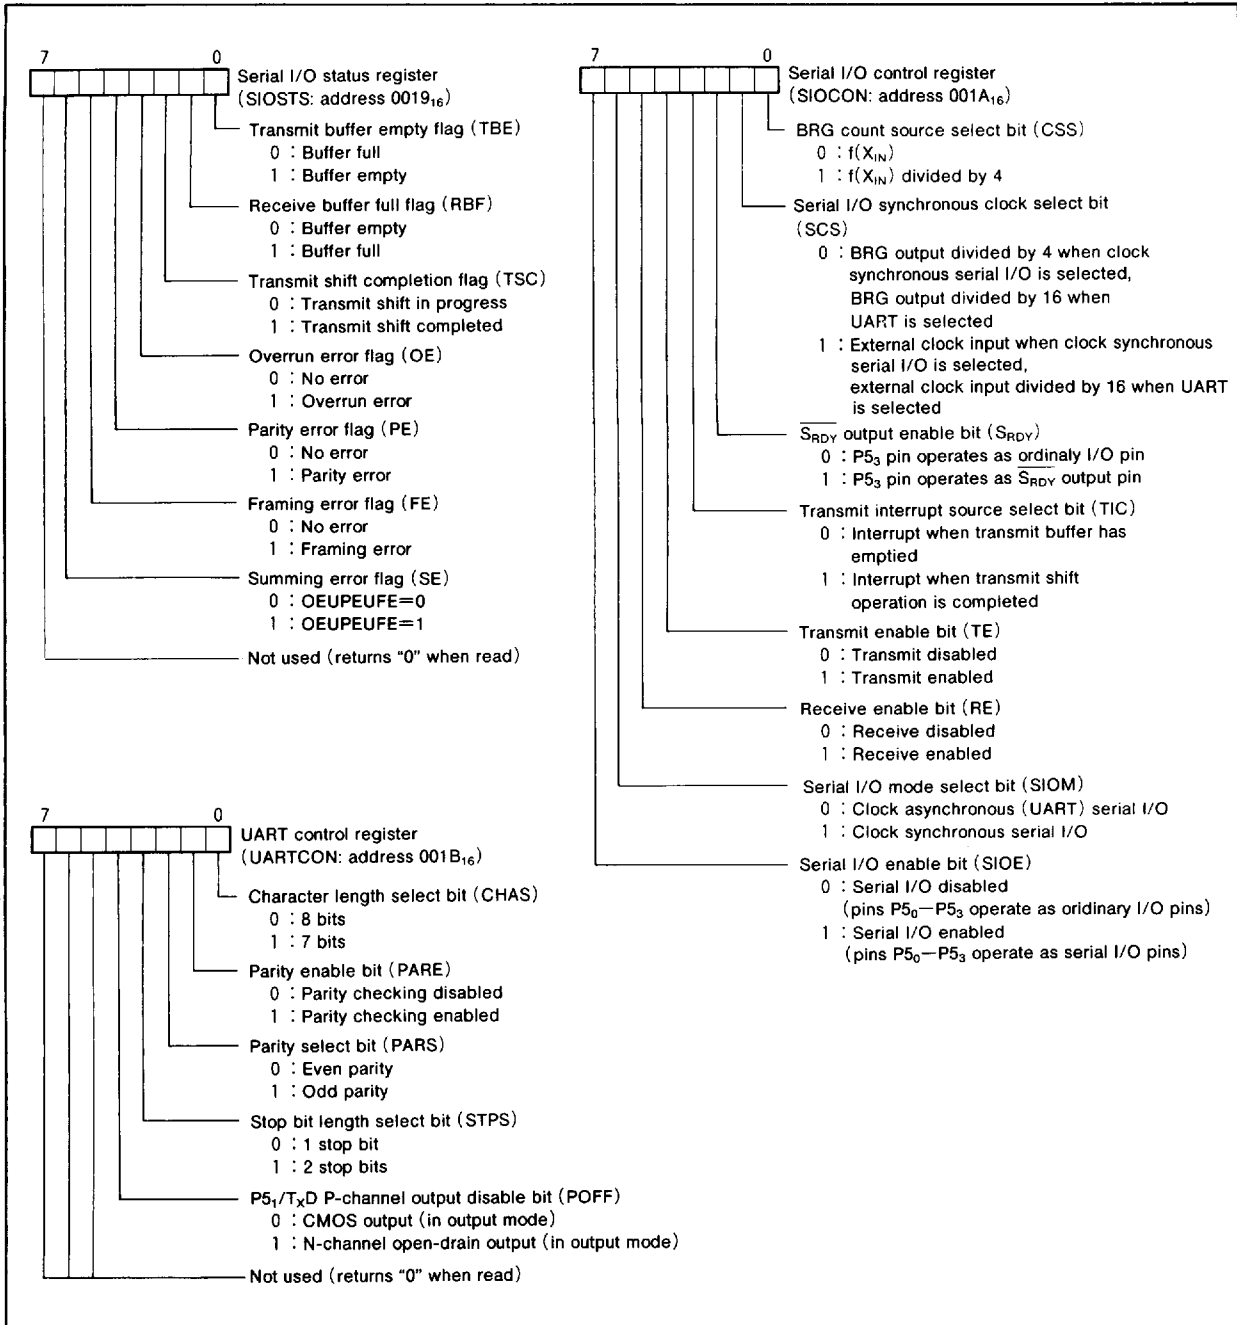 7 0
Serial I/O status register
(SIOSTS: address 0019₁₆)
Transmit buffer empty flag (TBE)
0 : Buffer full
1 : Buffer empty
Receive buffer full flag (RBF)
0 : Buffer empty
1 : Buffer full
Transmit shift completion flag (TSC)
0 : Transmit shift in progress
1 : Transmit shift completed
Overrun error flag (OE)
0 : No error
1 : Overrun error
Parity error flag (PE)
0 : No error
1 : Parity error
Framing error flag (FE)
0 : No error
1 : Framing error
Summing error flag (SE)
0 : OEUPEUFE=0
1 : OEUPEUFE=1
Not used (returns "0" when read)
7 0
UART control register
(UARTCON: address 001B₁₆)
Character length select bit (CHAS)
0 : 8 bits
1 : 7 bits
Parity enable bit (PARE)
0 : Parity checking disabled
1 : Parity checking enabled
Parity select bit (PARS)
0 : Even parity
1 : Odd parity
Stop bit length select bit (STPS)
0 : 1 stop bit
1 : 2 stop bits
P5₁/TₓD P-channel output disable bit (POFF)
0 : CMOS output (in output mode)
1 : N-channel open-drain output (in output mode)
Not used (returns "0" when read)
7 0
Serial I/O control register
(SIOCON: address 001A₁₆)
BRG count source select bit (CSS)
0 : f(XIN)
1 : f(XIN) divided by 4
Serial I/O synchronous clock select bit
(SCS)
0 : BRG output divided by 4 when clock
synchronous serial I/O is selected,
BRG output divided by 16 when
UART is selected
1 : External clock input when clock synchronous
serial I/O is selected,
external clock input divided by 16 when UART
is selected
S̅R̅D̅Y̅ output enable bit (SRDY)
0 : P5₃ pin operates as ordinaly I/O pin
1 : P5₃ pin operates as S̅R̅D̅Y̅ output pin
Transmit interrupt source select bit (TIC)
0 : Interrupt when transmit buffer has
emptied
1 : Interrupt when transmit shift
operation is completed
Transmit enable bit (TE)
0 : Transmit disabled
1 : Transmit enabled
Receive enable bit (RE)
0 : Receive disabled
1 : Receive enabled
Serial I/O mode select bit (SIOM)
0 : Clock asynchronous (UART) serial I/O
1 : Clock synchronous serial I/O
Serial I/O enable bit (SIOE)
0 : Serial I/O disabled
(pins P5₀—P5₃ operate as oridinary I/O pins)
1 : Serial I/O enabled
(pins P5₀—P5₃ operate as serial I/O pins)